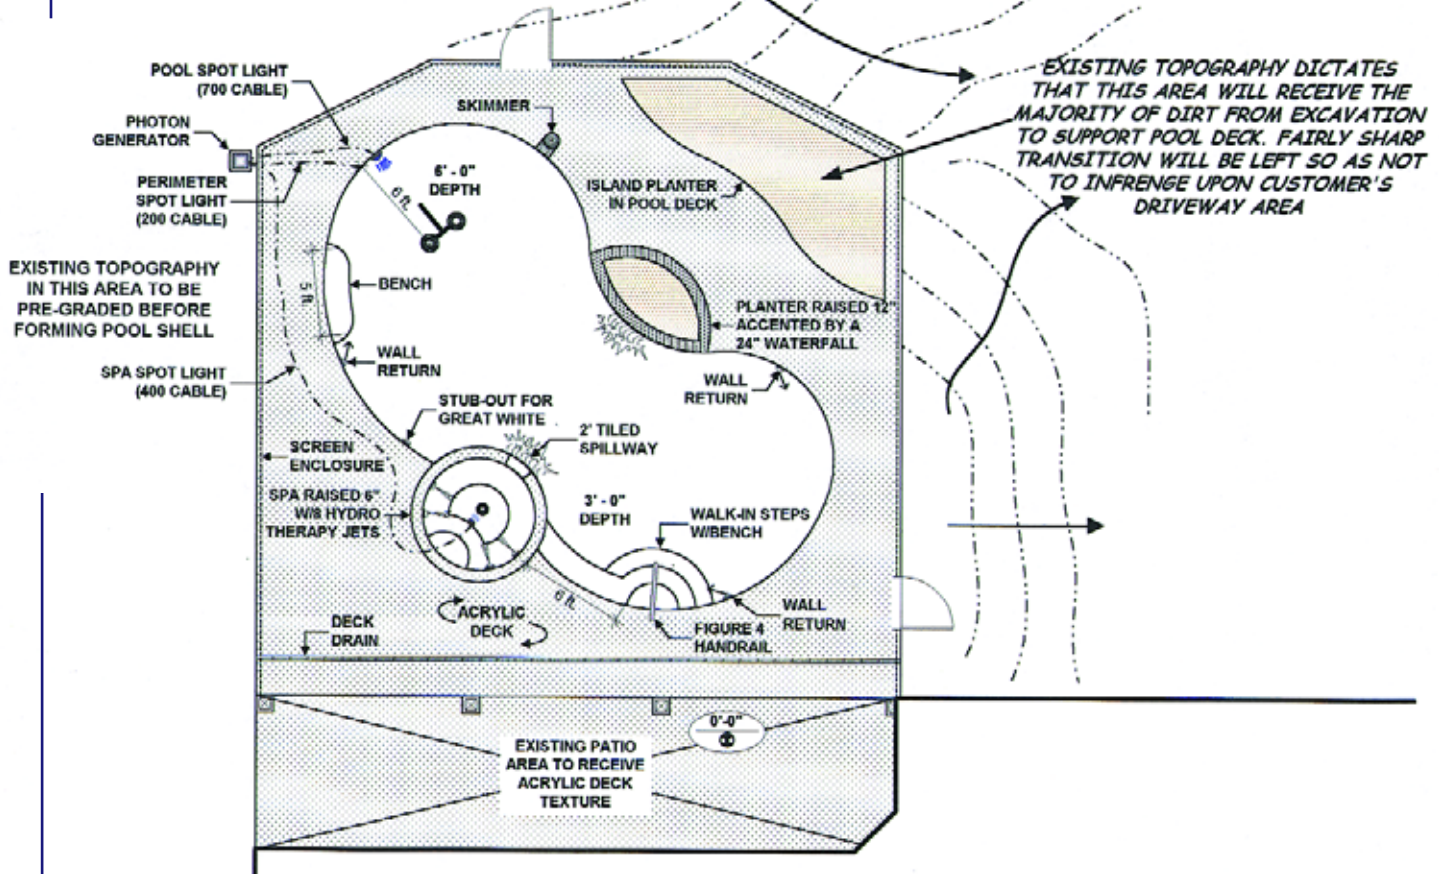 POOL SPOT LIGHT
(700 CABLE)
PHOTON
GENERATOR
PERIMETER
SPOT LIGHT
(200 CABLE)
EXISTING TOPOGRAPHY
IN THIS AREA TO BE
PRE-GRADED BEFORE
FORMING POOL SHELL
SPA SPOT LIGHT
(400 CABLE)
SKIMMER
6' - 0"
DEPTH
6 ft.
5 ft.
BENCH
WALL
RETURN
ISLAND PLANTER
IN POOL DECK
EXISTING TOPOGRAPHY DICTATES
THAT THIS AREA WILL RECEIVE THE
MAJORITY OF DIRT FROM EXCAVATION
TO SUPPORT POOL DECK. FAIRLY SHARP
TRANSITION WILL BE LEFT SO AS NOT
TO INFRENGE UPON CUSTOMER'S
DRIVEWAY AREA
PLANTER RAISED 12"
ACCENTED BY A
24" WATERFALL
WALL
RETURN
STUB-OUT FOR
GREAT WHITE
2' TILED
SPILLWAY
SCREEN
ENCLOSURE
SPA RAISED 6"
W/8 HYDRO
THERAPY JETS
3' - 0"
DEPTH
WALK-IN STEPS
W/BENCH
6 ft.
ACRYLIC
DECK
DECK
DRAIN
WALL
RETURN
FIGURE 4
HANDRAIL
0'-0"
EXISTING PATIO
AREA TO RECEIVE
ACRYLIC DECK
TEXTURE